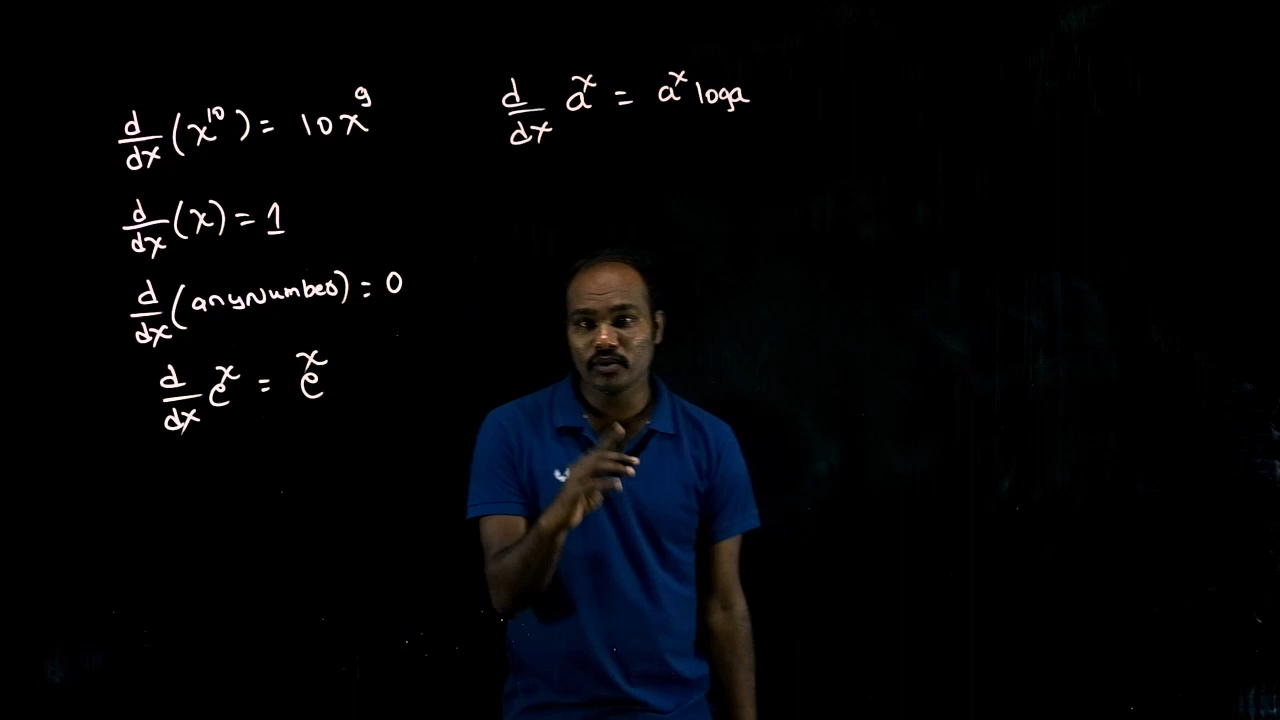 d/dx (x^10) = 10x^9
d/dx (x) = 1
d/dx (anyNumber) = 0
d/dx e^x = e^x
d/dx a^x = a^x loga